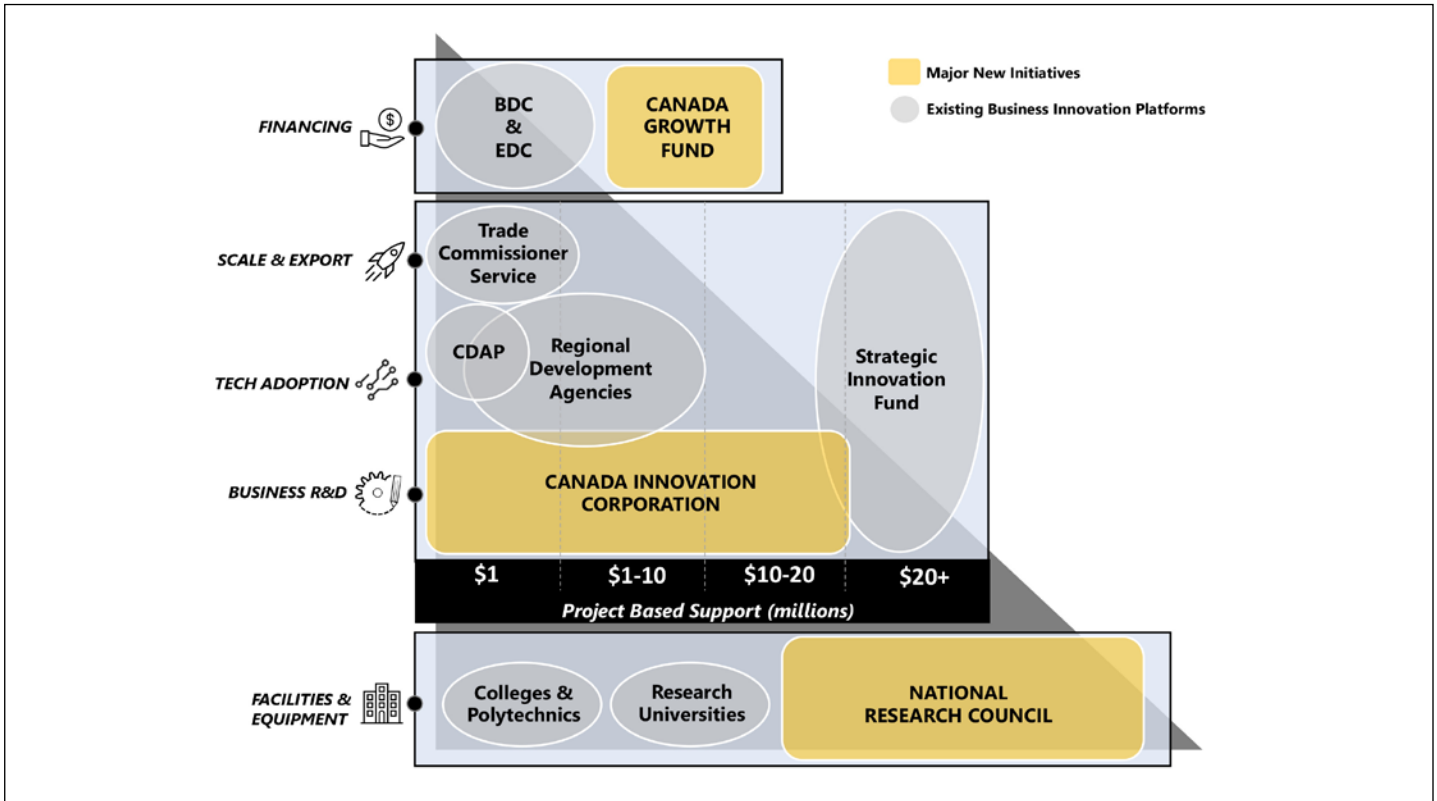 Major New Initiatives
Existing Business Innovation Platforms
FINANCING
BDC
&
EDC
CANADA
GROWTH
FUND
SCALE & EXPORT
Trade
Commissioner
Service
TECH ADOPTION
CDAP
Regional
Development
Agencies
Strategic
Innovation
Fund
BUSINESS R&D
CANADA INNOVATION
CORPORATION
$1
$1-10
$10-20
$20+
Project Based Support (millions)
FACILITIES &
EQUIPMENT
Colleges &
Polytechnics
Research
Universities
NATIONAL
RESEARCH COUNCIL